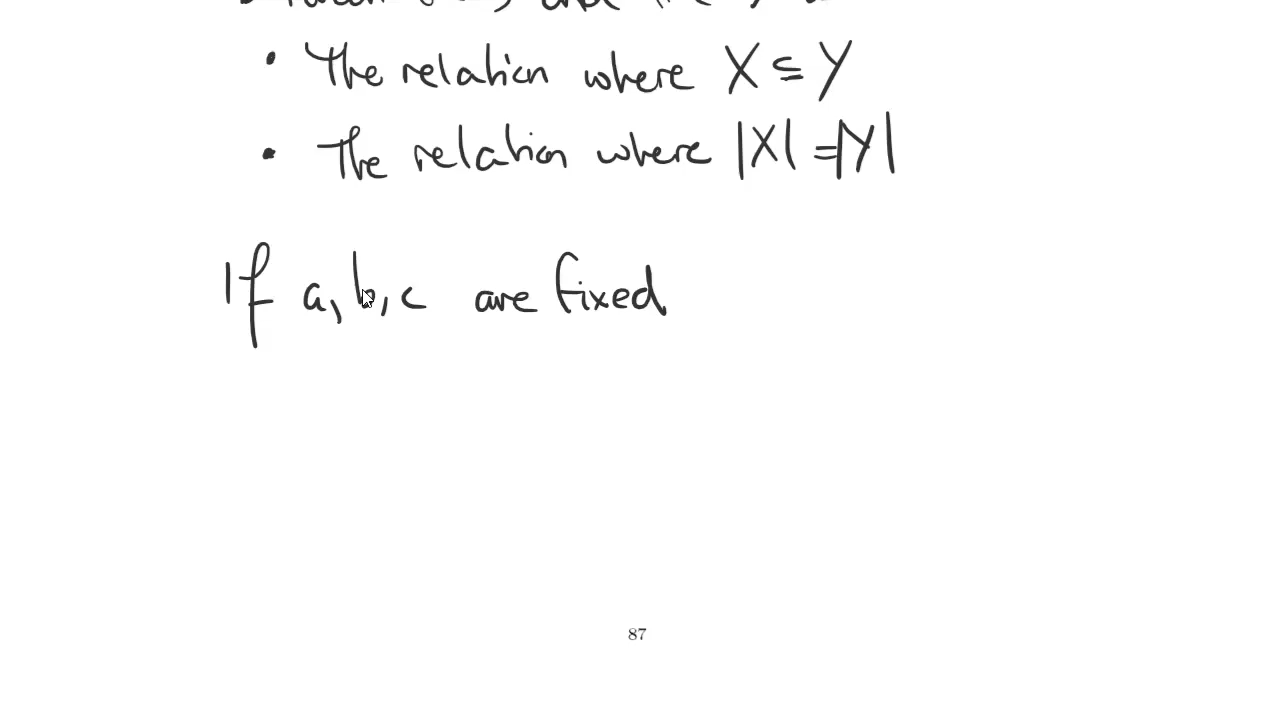 • The relation where X ⊆ Y
• The relation where |X| = |Y|
If a, b, c are fixed
87